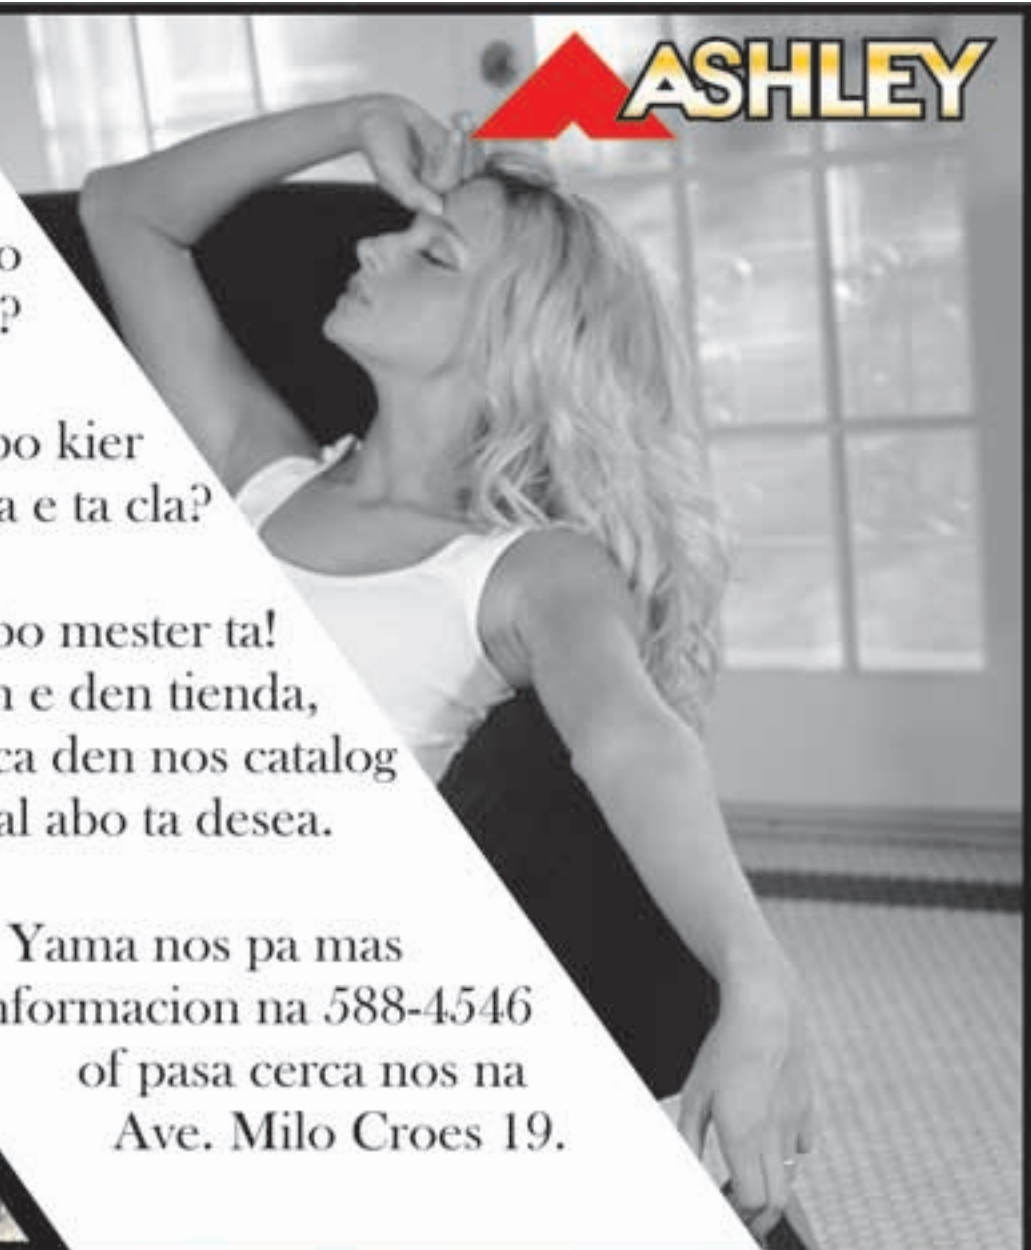 ASHLEY
o
?
bo kier
a e ta cla?
bo mester ta!
n e den tienda,
ca den nos catalog
al abo ta desea.
Yama nos pa mas
nformacion na 588-4546
of pasa cerca nos na
Ave. Milo Croes 19.